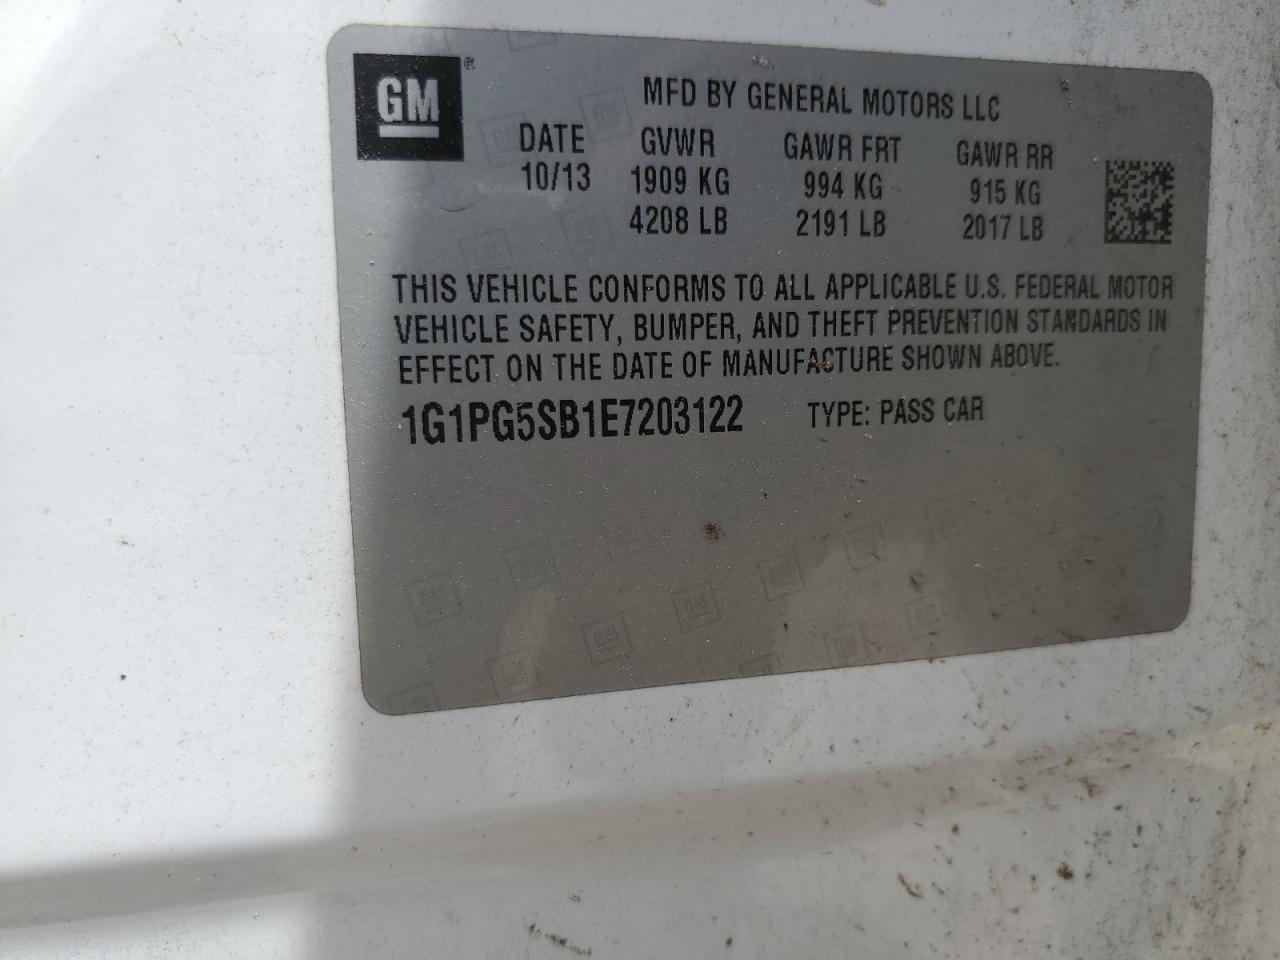 GM®
MFD BY GENERAL MOTORS LLC
DATE GVWR GAWR FRT GAWR RR
10/13 1909 KG 994 KG 915 KG
4208 LB 2191 LB 2017 LB
THIS VEHICLE CONFORMS TO ALL APPLICABLE U.S. FEDERAL MOTOR
VEHICLE SAFETY, BUMPER, AND THEFT PREVENTION STANDARDS IN
EFFECT ON THE DATE OF MANUFACTURE SHOWN ABOVE.
1G1PG5SB1E7203122 TYPE: PASS CAR